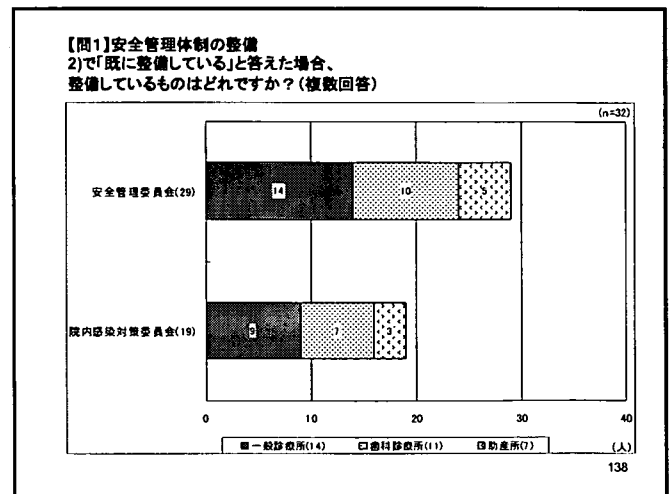 【問1】安全管理体制の整備
2)で「既に整備している」と答えた場合、
整備しているものはどれですか？(複数回答)
(n=32)
安全管理委員会(29)
14
10
5
院内感染対策委員会(19)
9
7
3
0
10
20
30
40
一般診療所(14)
歯科診療所(11)
助産所(7)
(人)
138